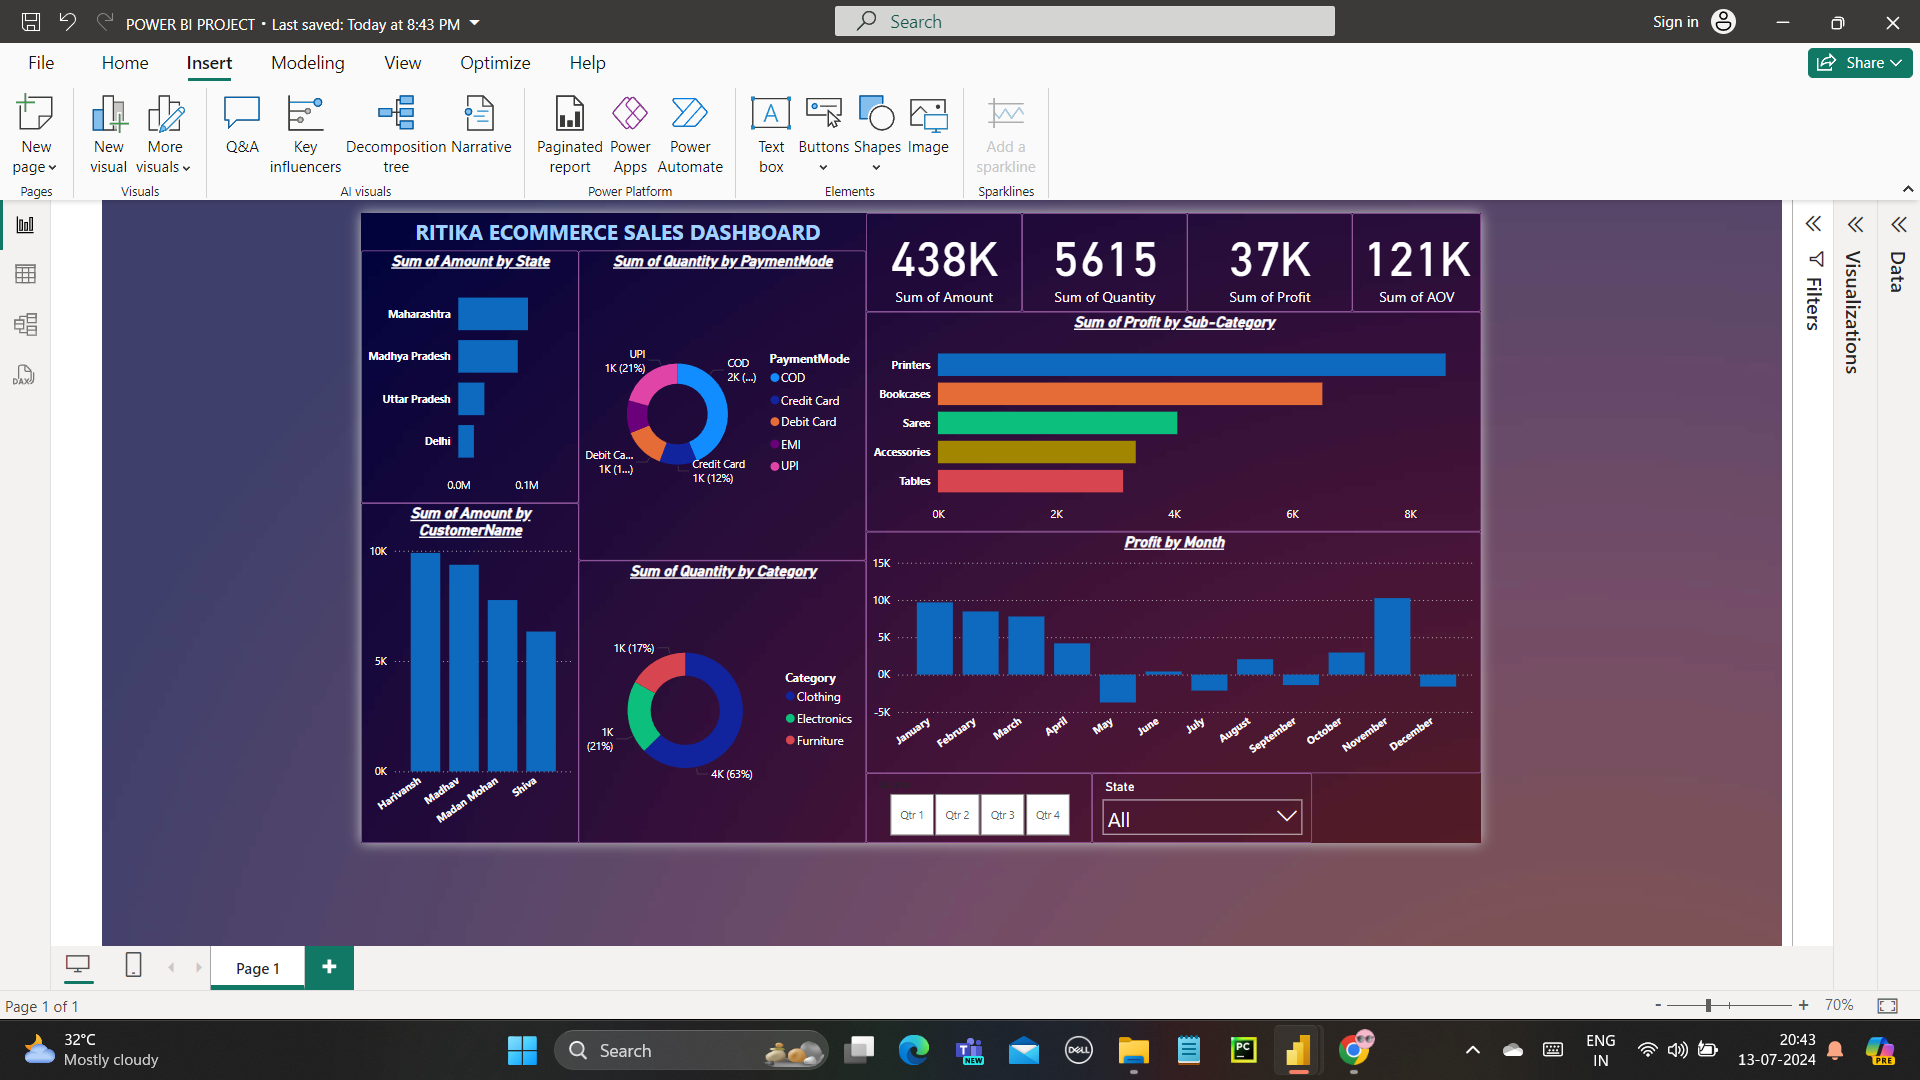 POWER BI PROJECT • Last saved: Today at 8:43 PM
Search
Sign in
File
Home
Insert
Modeling
View
Optimize
Help
Share
New page
New visual
More visuals
Q&A
Key influencers
Decomposition tree
Narrative
Paginated report
Power Apps
Power Automate
Text box
Buttons
Shapes
Image
Add a sparkline
Pages
Visuals
AI visuals
Power Platform
Elements
Sparklines
DAX
RITIKA ECOMMERCE SALES DASHBOARD
438K
Sum of Amount
5615
Sum of Quantity
37K
Sum of Profit
121K
Sum of AOV
Sum of Amount by State
Maharashtra
Madhya Pradesh
Uttar Pradesh
Delhi
0.0M
0.1M
Sum of Quantity by PaymentMode
UPI
1K (21%)
COD
2K (...)
Debit Ca...
1K (1...)
Credit Card
1K (12%)
PaymentMode
COD
Credit Card
Debit Card
EMI
UPI
Sum of Profit by Sub-Category
Printers
Bookcases
Saree
Accessories
Tables
0K
2K
4K
6K
8K
Sum of Amount by
CustomerName
10K
5K
0K
Harivansh
Madhav
Madan Mohan
Shiva
Sum of Quantity by Category
1K (17%)
1K
(21%)
4K (63%)
Category
Clothing
Electronics
Furniture
Profit by Month
15K
10K
5K
0K
-5K
January
February
March
April
May
June
July
August
September
October
November
December
Qtr 1
Qtr 2
Qtr 3
Qtr 4
State
All
Filters
Visualizations
Data
Page 1
Page 1 of 1
- + 70%
32°C
Mostly cloudy
Search
NEW
DELL
PC
ENG
IN
20:43
13-07-2024
PRE